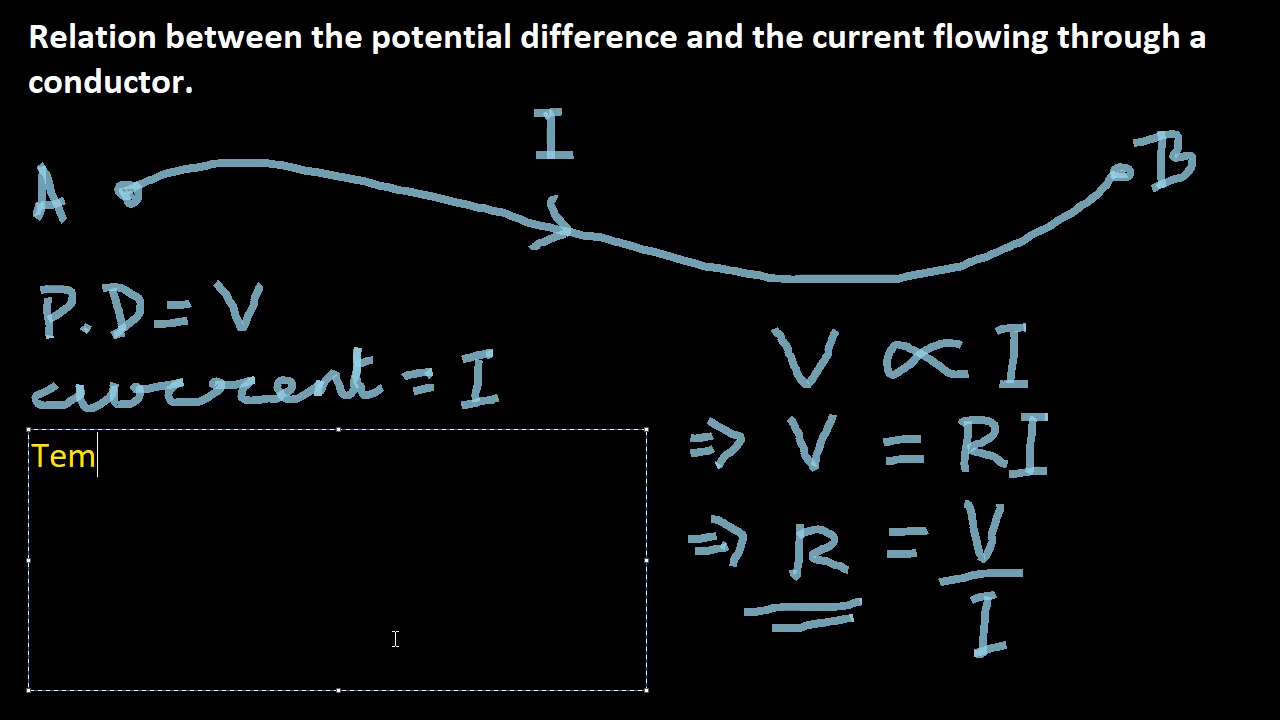 Relation between the potential difference and the current flowing through a
conductor.
I
A
B
P.D = V
current = I
V ∝ I
⇒ V = RI
⇒ R = V/I
Tem